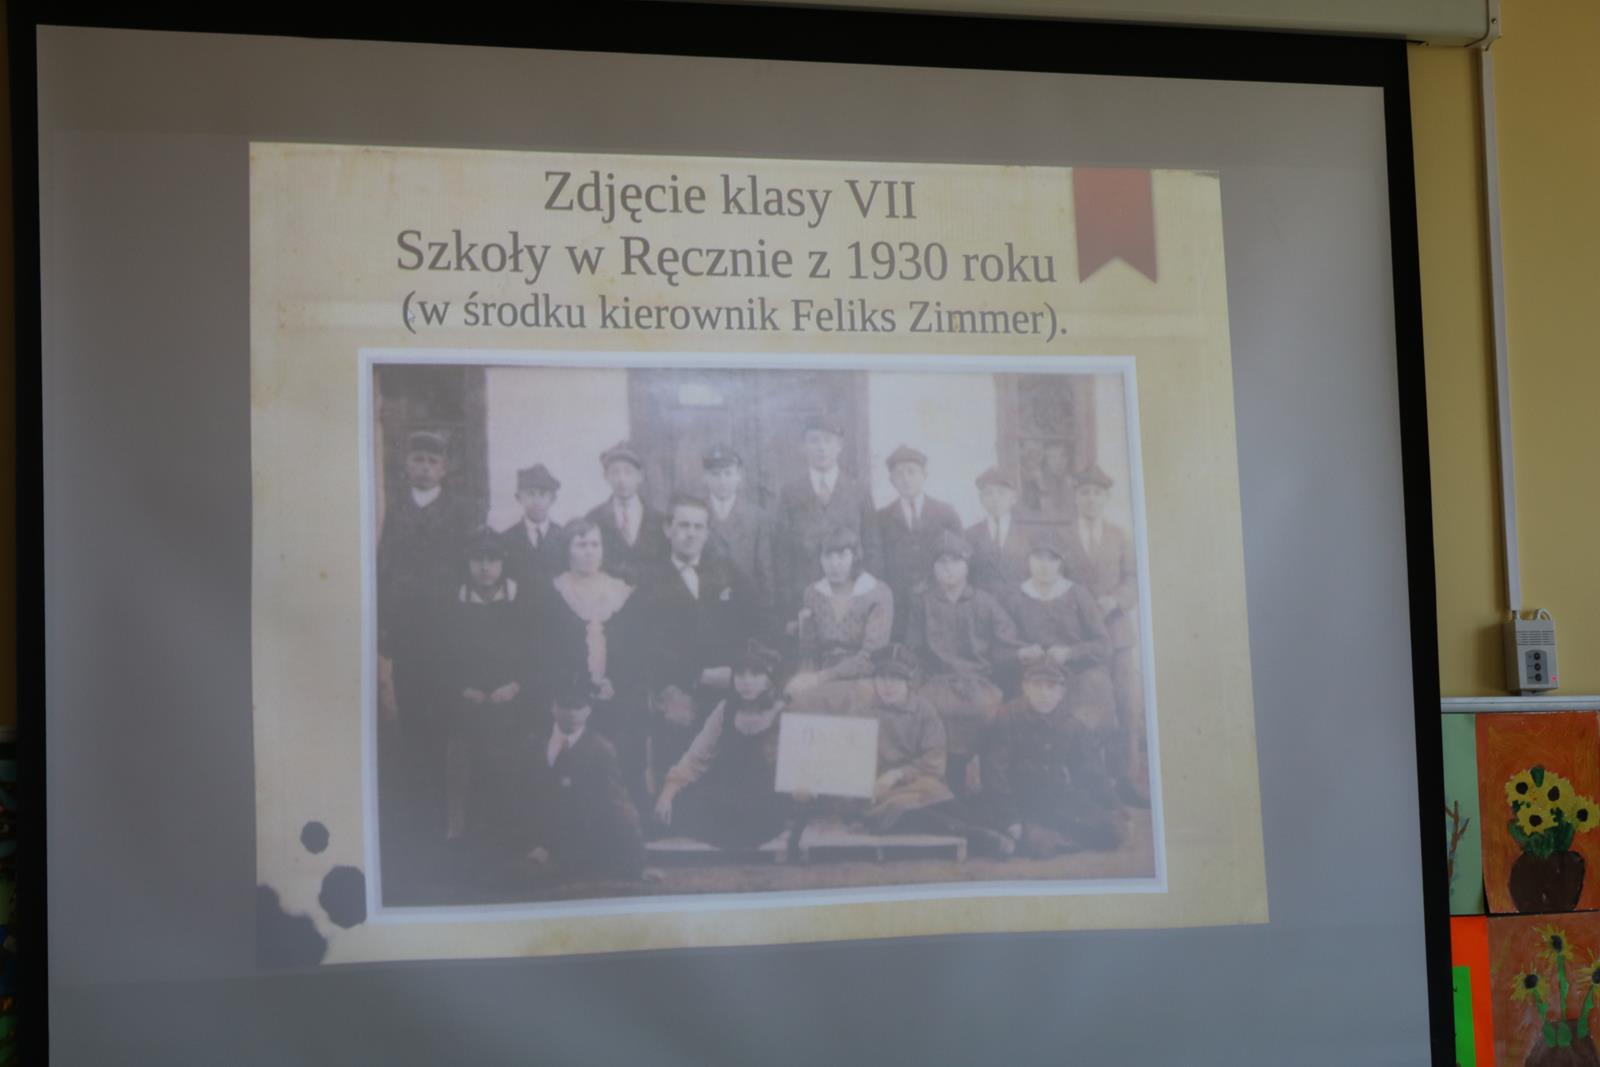 Zdjęcie klasy VII
Szkoły w Ręcznie z 1930 roku
(w środku kierownik Feliks Zimmer).